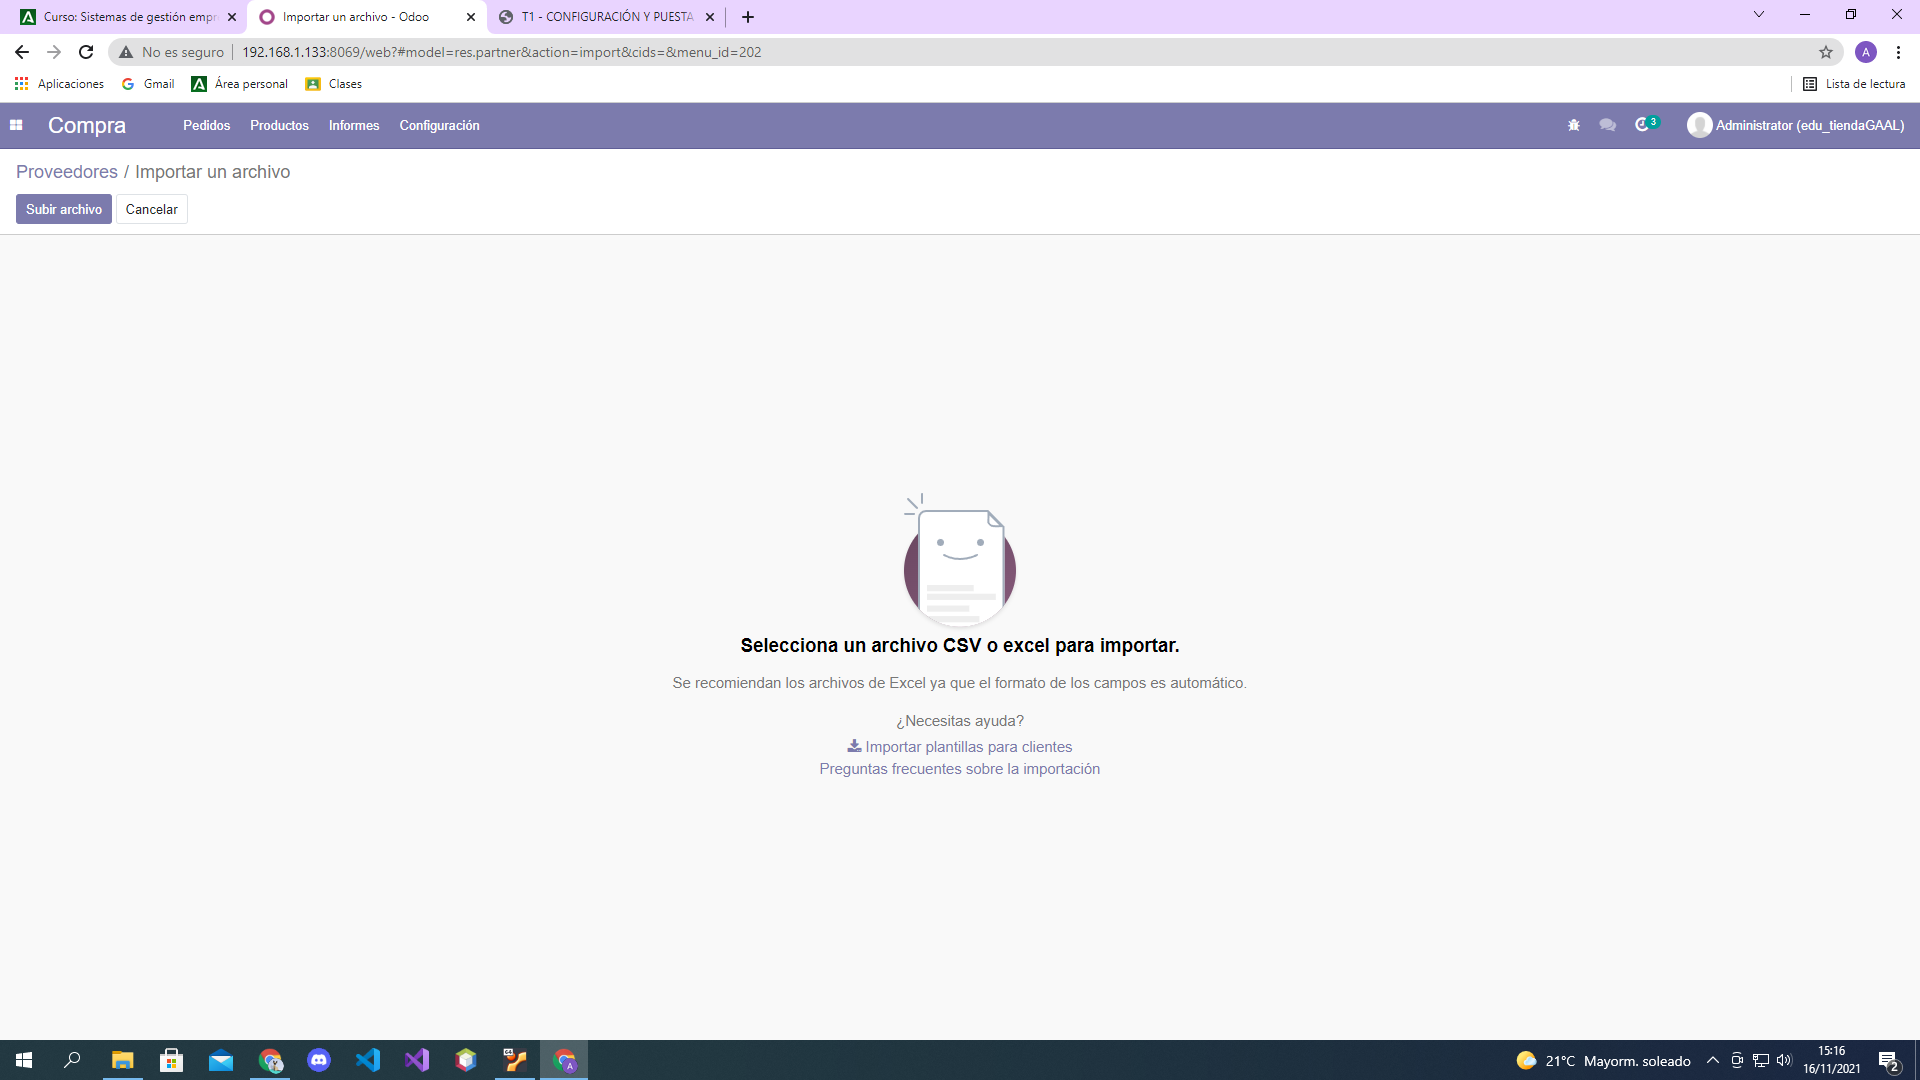 Curso: Sistemas de gestión empr
Importar un archivo - Odoo
T1 - CONFIGURACIÓN Y PUESTA
No es seguro
192.168.1.133:8069/web?#model=res.partner&action=import&cids=&menu_id=202
A
Aplicaciones
Gmail
Área personal
Clases
Lista de lectura
Compra
Pedidos
Productos
Informes
Configuración
3
Administrator (edu_tiendaGAAL)
Proveedores / Importar un archivo
Subir archivo
Cancelar
Selecciona un archivo CSV o excel para importar.
Se recomiendan los archivos de Excel ya que el formato de los campos es automático.
¿Necesitas ayuda?
Importar plantillas para clientes
Preguntas frecuentes sobre la importación
21°C Mayorm. soleado
15:16
16/11/2021
2